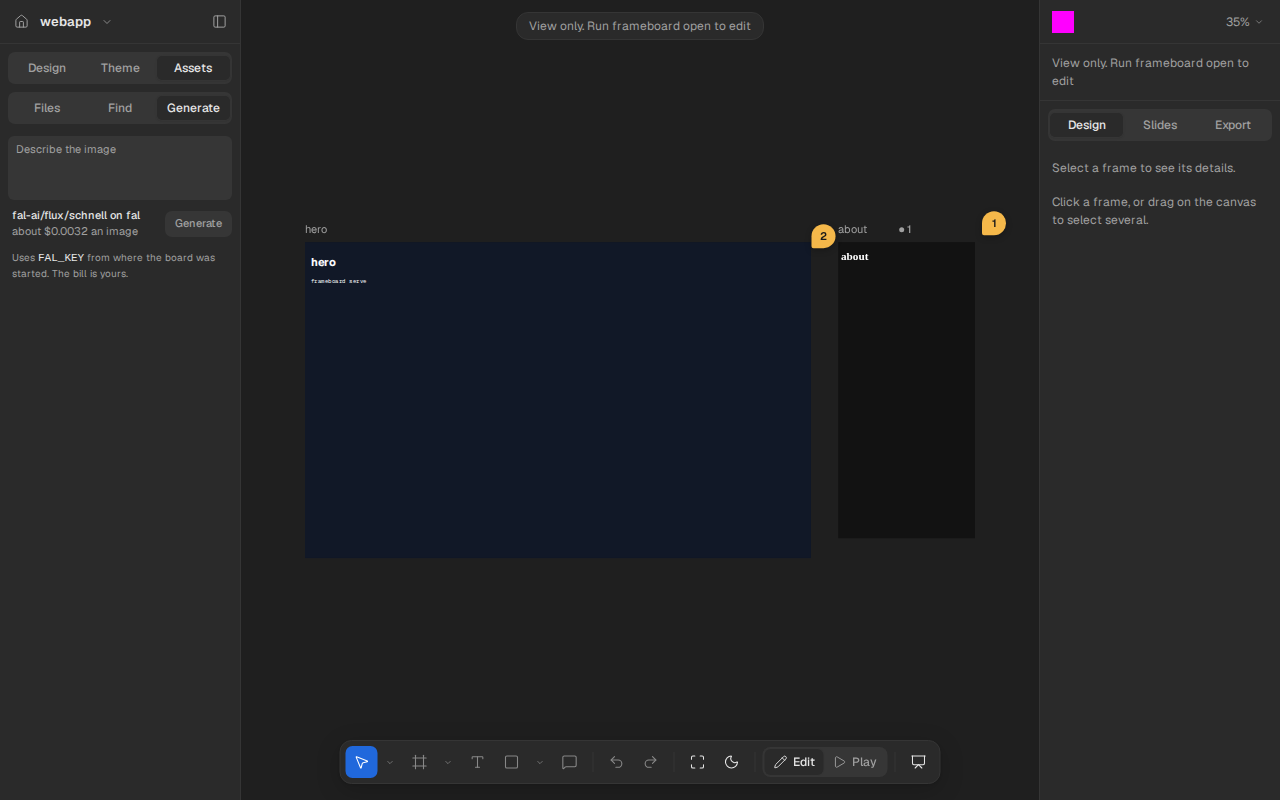 webapp
View only. Run frameboard open to edit
35%
Design Theme Assets
Files Find Generate
Describe the image
fal-ai/flux/schnell on fal
about $0.0032 an image
Generate
Uses FAL_KEY from where the board was
started. The bill is yours.
hero
2
about
1
1
hero
frameboard serve
about
View only. Run frameboard open to
edit
Design Slides Export
Select a frame to see its details.
Click a frame, or drag on the canvas
to select several.
Edit Play